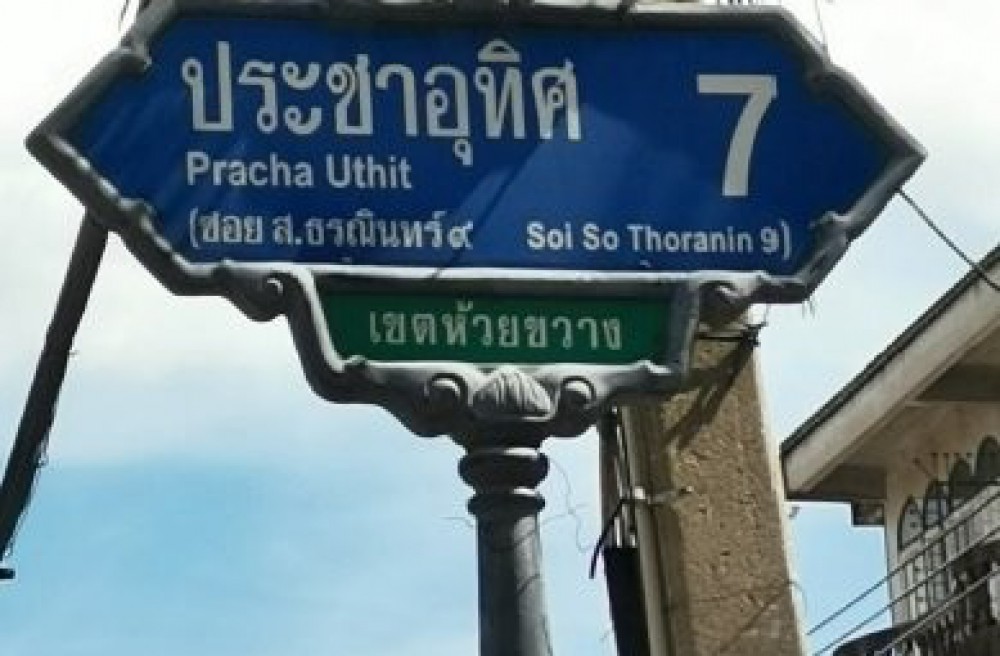 ประชาอุทิศ 7
Pracha Uthit
(ซอย ส.ธรณินทร์ ๙ Soi So Thoranin 9)
เขตห้วยขวาง